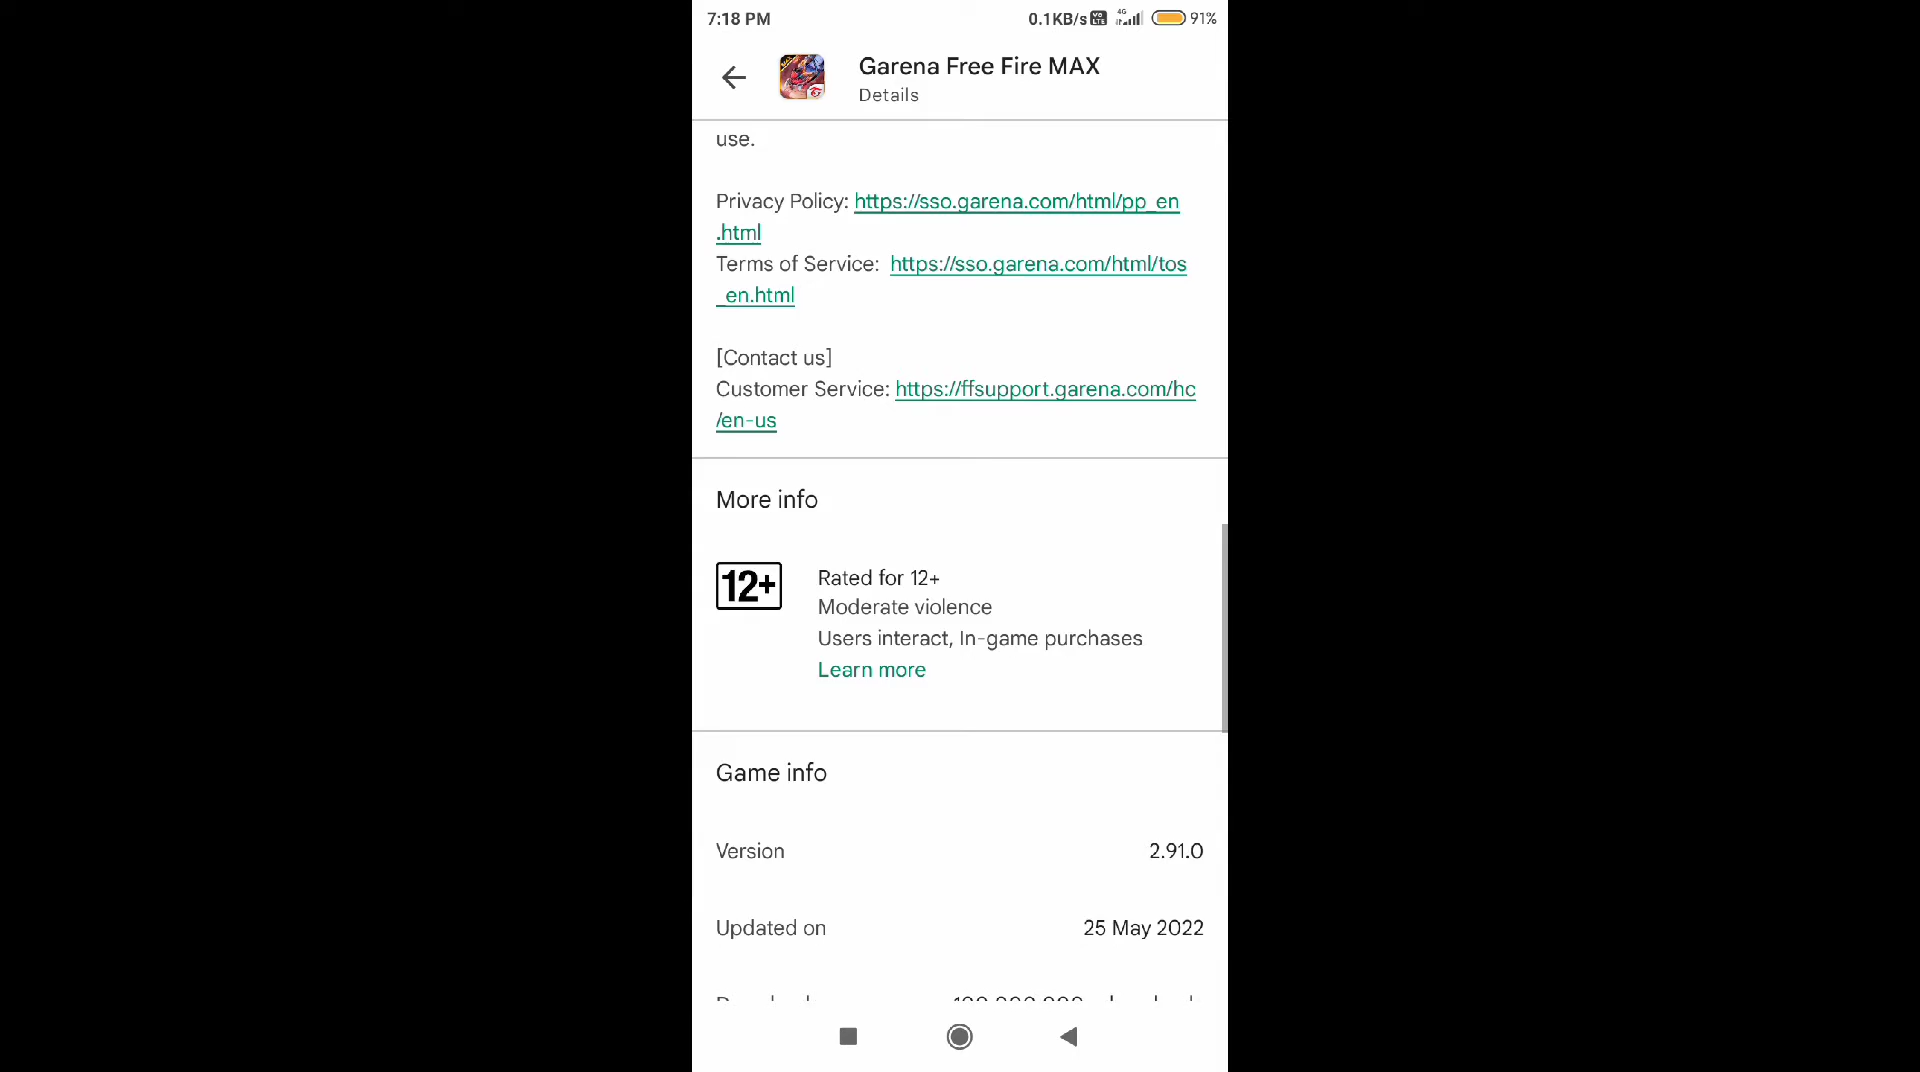 7:18 PM
0.1KB/s
4G
91%
Garena Free Fire MAX
Details
use.
Privacy Policy: https://sso.garena.com/html/pp_en
.html
Terms of Service: https://sso.garena.com/html/tos
_en.html
[Contact us]
Customer Service: https://ffsupport.garena.com/hc
/en-us
More info
12+
Rated for 12+
Moderate violence
Users interact, In-game purchases
Learn more
Game info
Version
2.91.0
Updated on
25 May 2022